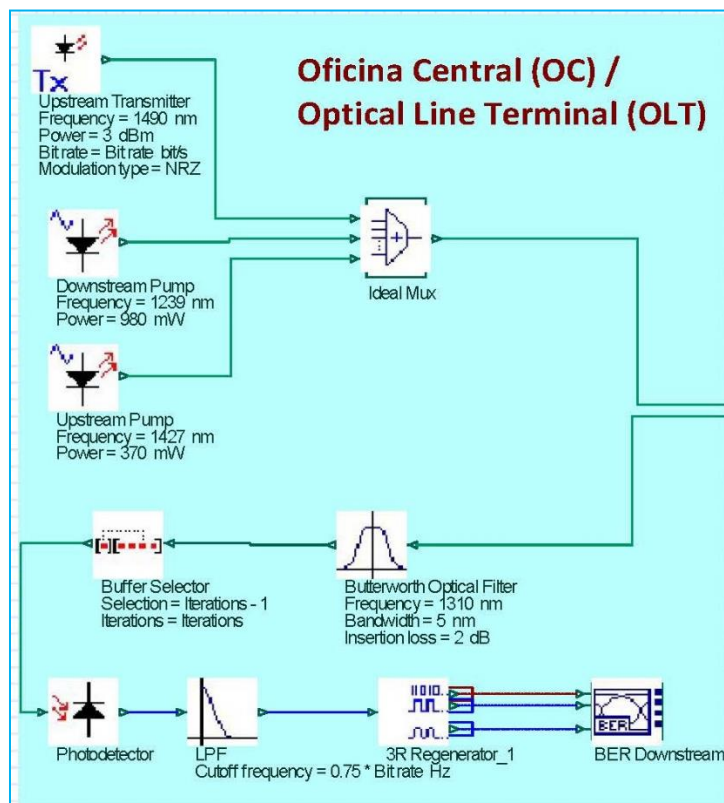 Oficina Central (OC) /
Optical Line Terminal (OLT)
Tx
Upstream Transmitter
Frequency = 1490 nm
Power = 3 dBm
Bit rate = Bit rate bit/s
Modulation type = NRZ
Ideal Mux
Downstream Pump
Frequency = 1239 nm
Power = 980 mW
Upstream Pump
Frequency = 1427 nm
Power = 370 mW
Buffer Selector
Selection = Iterations - 1
Iterations = Iterations
Butterworth Optical Filter
Frequency = 1310 nm
Bandwidth = 5 nm
Insertion loss = 2 dB
Photodetector
LPF
Cutoff frequency = 0.75 * Bit rate Hz
11010
3R Regenerator_1
BER
BER Downstream